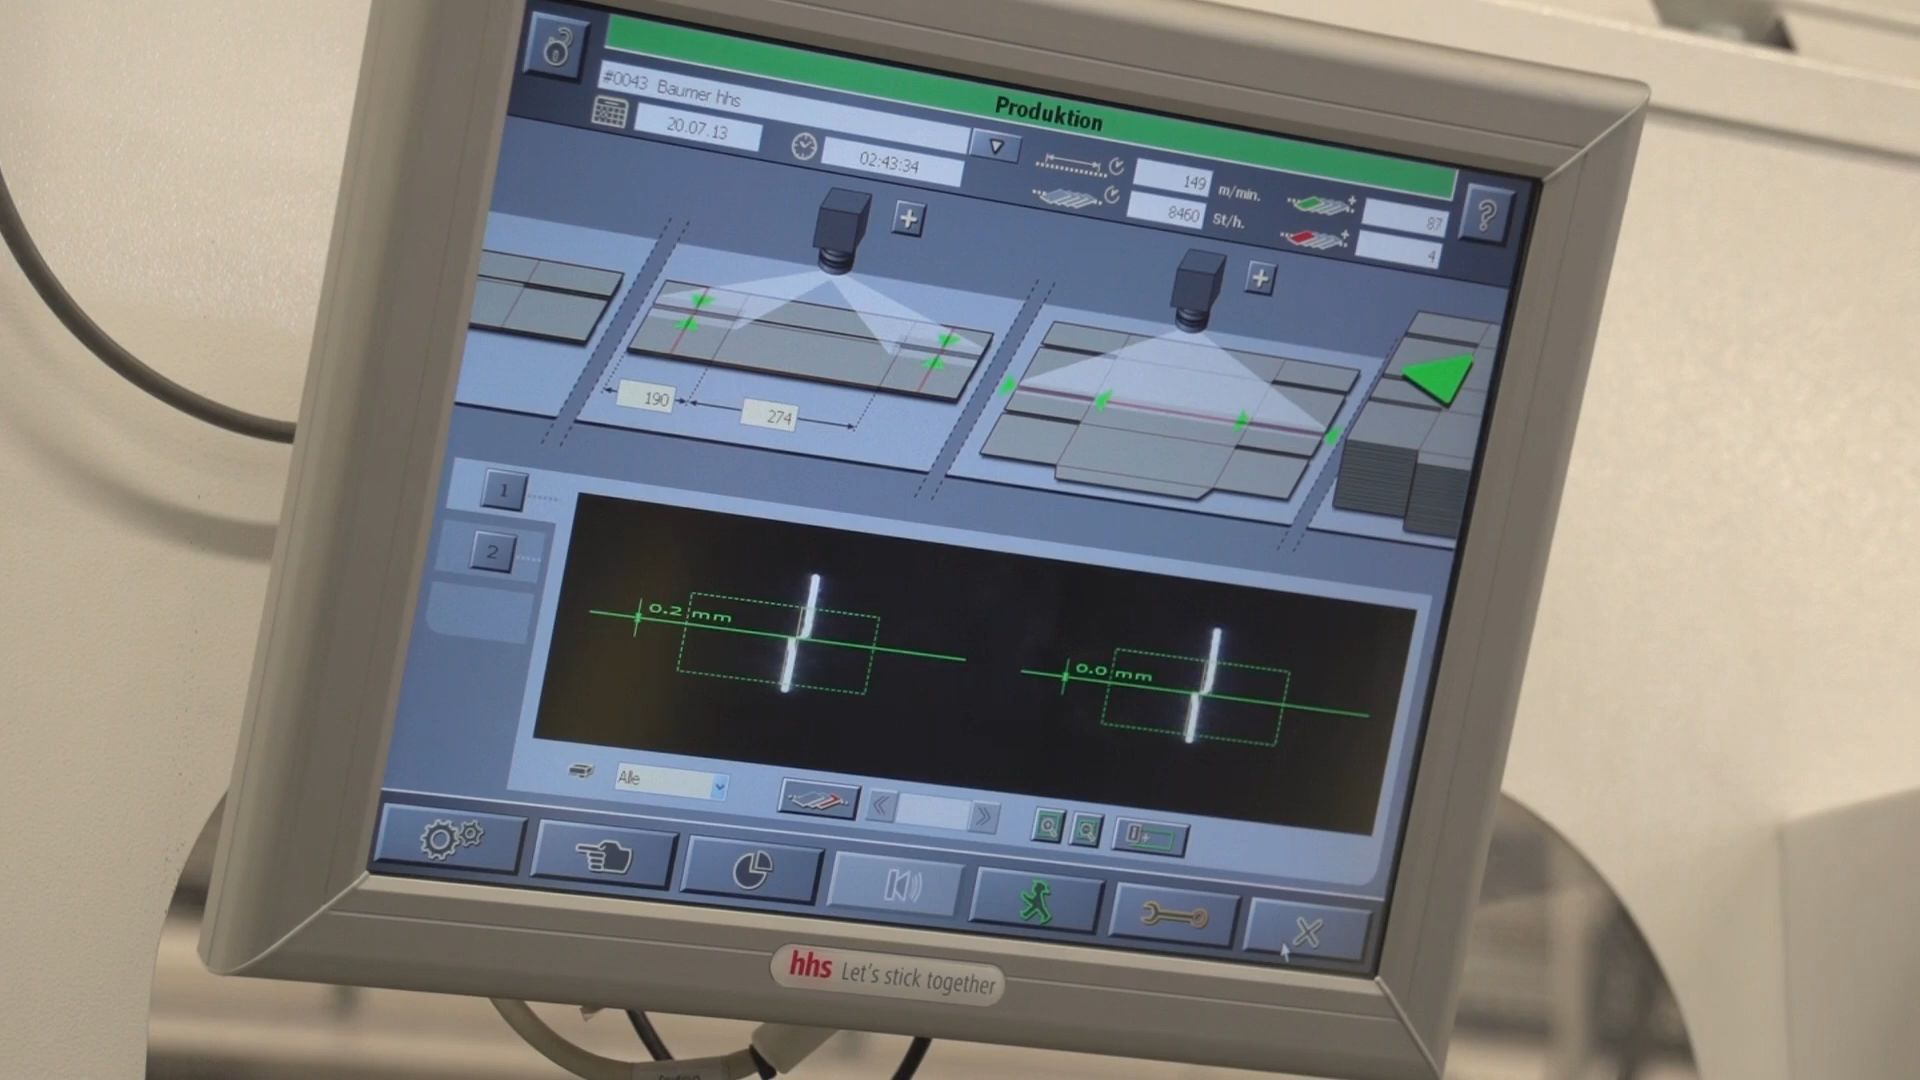 Produktion
#0043 Baumer hhs
20.07.13
02:43:34
149 m/min.
8460 St/h.
87
4
190
274
1
2
0.2 mm
0.0 mm
Alle
hhs Let's stick together